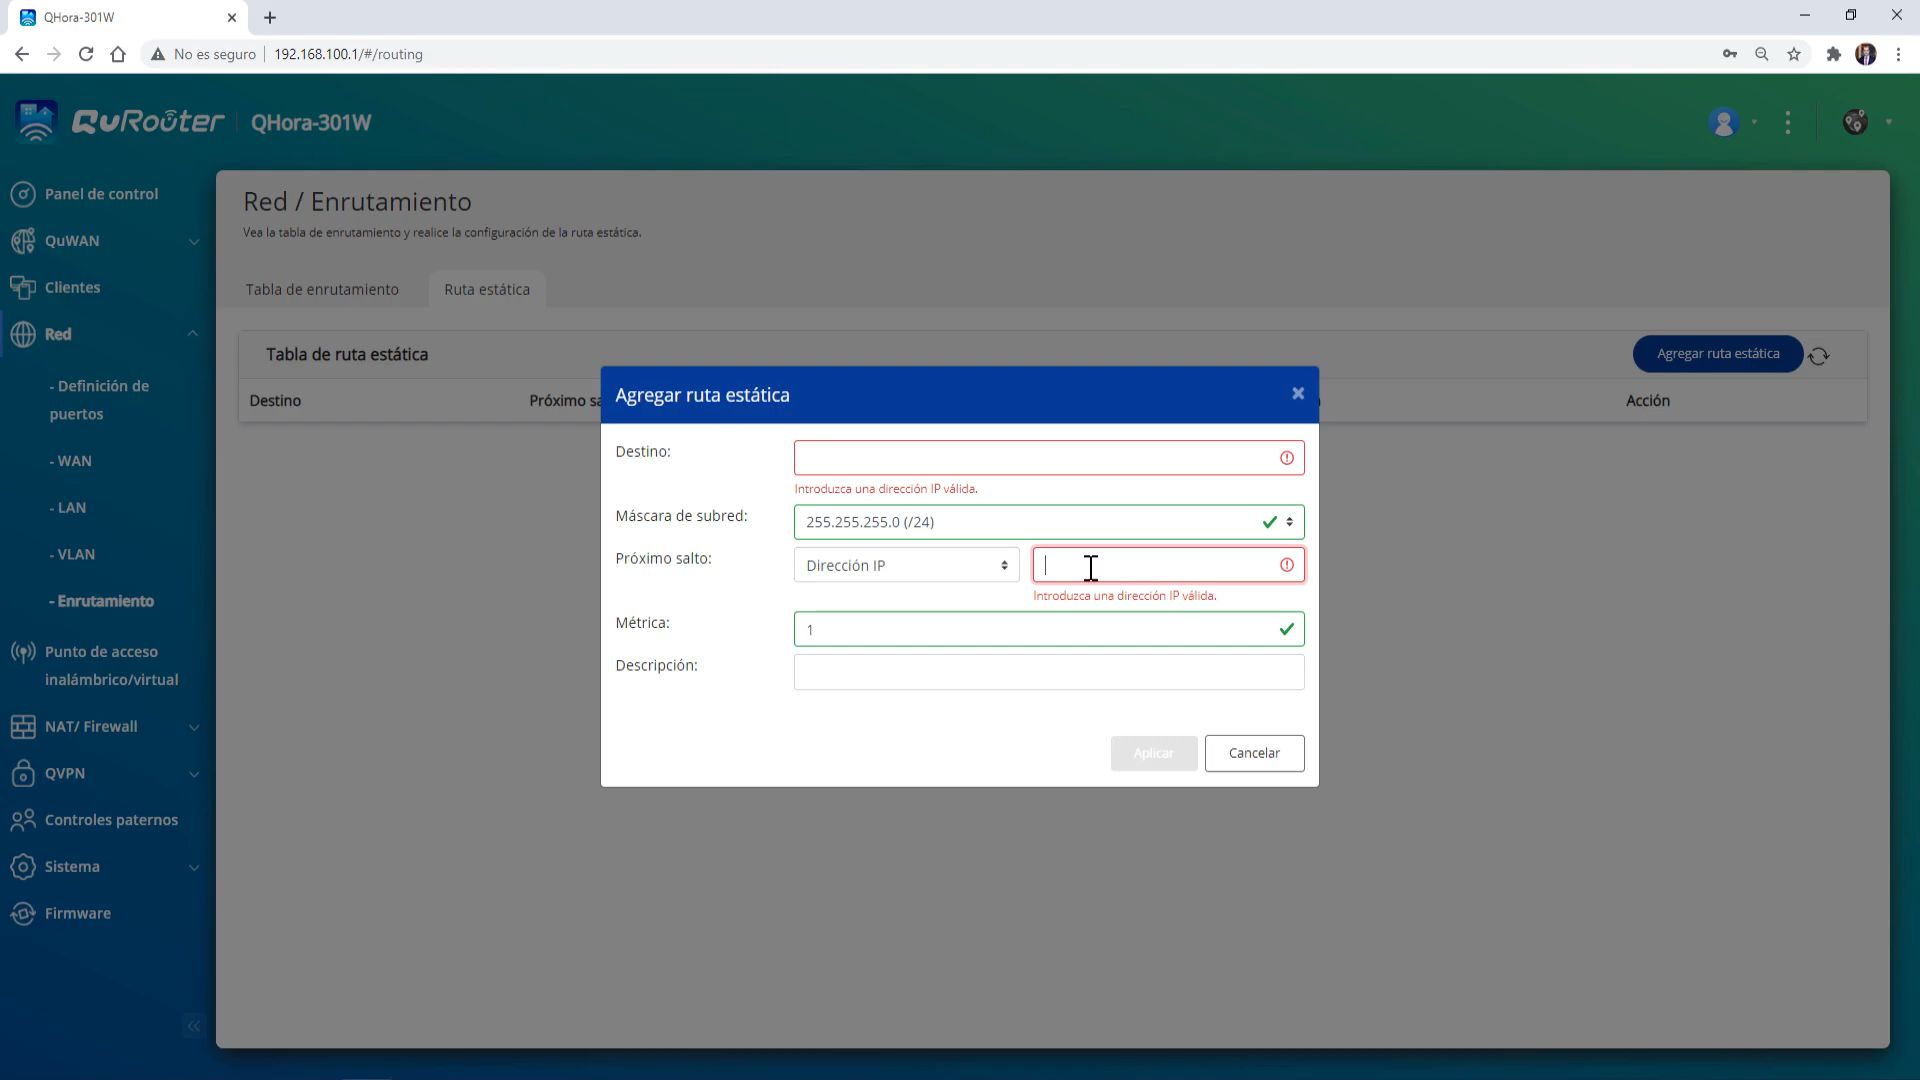 QHora-301W
No es seguro
192.168.100.1/#/routing
QuRouter
QHora-301W
Panel de control
QuWAN
Clientes
Red
- Definición de
puertos
- WAN
- LAN
- VLAN
- Enrutamiento
Punto de acceso
inalámbrico/virtual
NAT/ Firewall
QVPN
Controles paternos
Sistema
Firmware
Red / Enrutamiento
Vea la tabla de enrutamiento y realice la configuración de la ruta estática.
Tabla de enrutamiento
Ruta estática
Tabla de ruta estática
Agregar ruta estática
Destino
Próximo sa
Acción
Agregar ruta estática
Destino:
Introduzca una dirección IP válida.
Máscara de subred:
255.255.255.0 (/24)
Próximo salto:
Dirección IP
Introduzca una dirección IP válida.
Métrica:
1
Descripción:
Aplicar
Cancelar